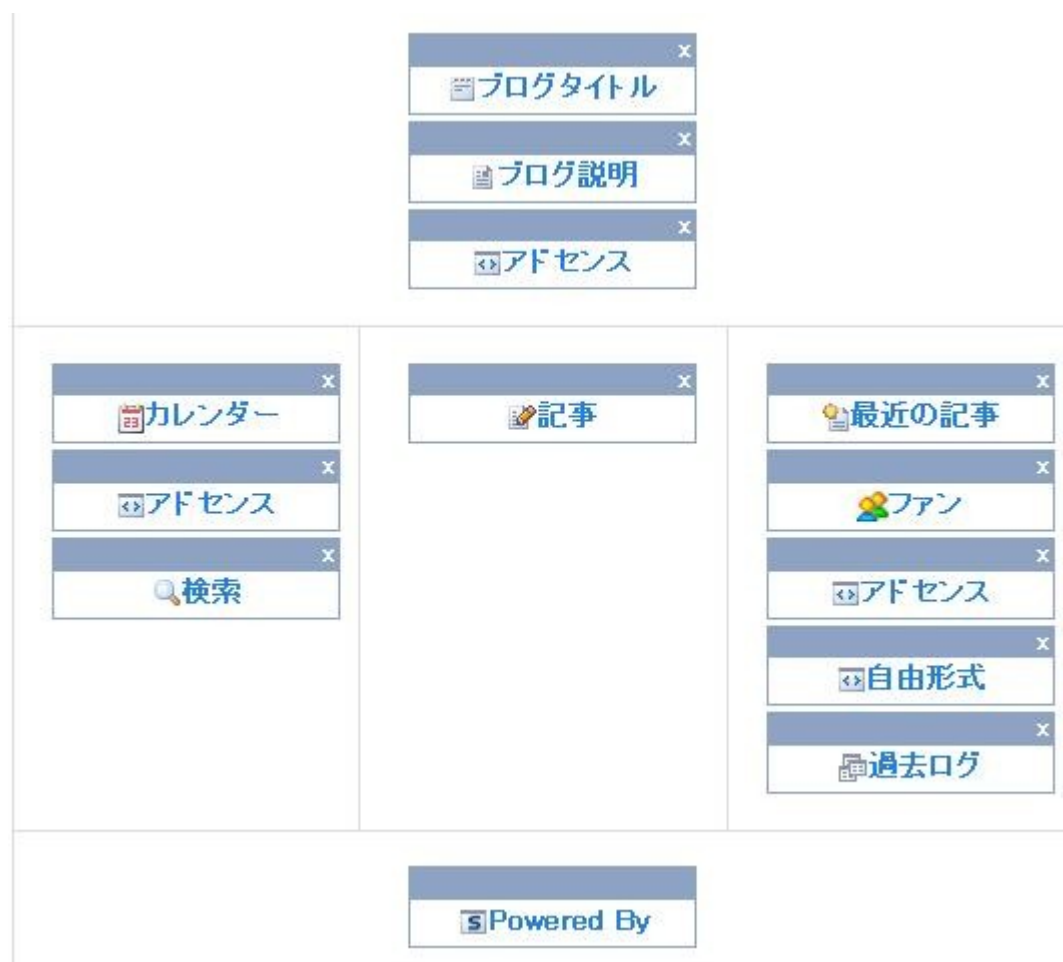 x
ブログタイトル
x
ブログ説明
x
アドセンス
x
カレンダー
x
アドセンス
x
検索
x
記事
x
最近の記事
x
ファン
x
アドセンス
x
自由形式
x
過去ログ
Powered By